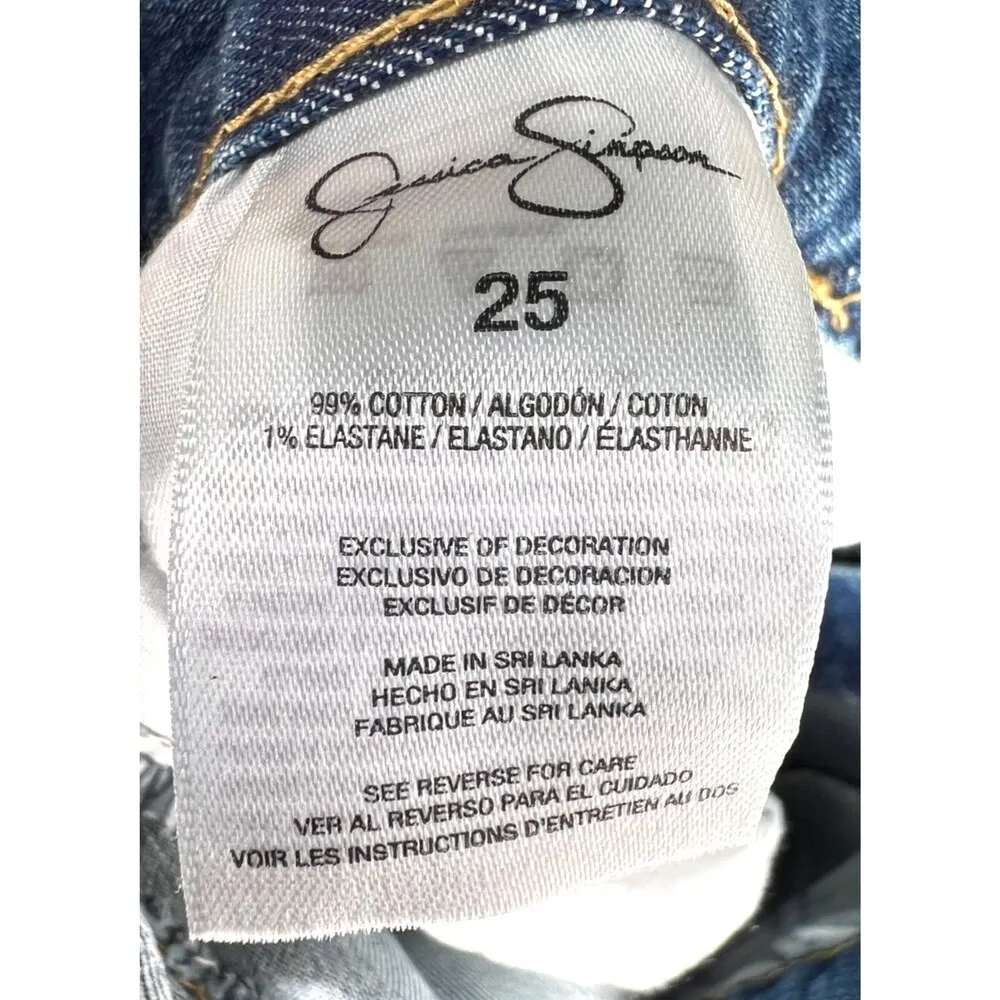 Jessica Simpson
25
99% COTTON / ALGODÓN / COTON
1% ELASTANE / ELASTANO / ÉLASTHANNE
EXCLUSIVE OF DECORATION
EXCLUSIVO DE DECORACION
EXCLUSIF DE DÉCOR
MADE IN SRI LANKA
HECHO EN SRI LANKA
FABRIQUE AU SRI LANKA
SEE REVERSE FOR CARE
VER AL REVERSO PARA EL CUIDADO
VOIR LES INSTRUCTIONS D'ENTRETIEN AU DOS